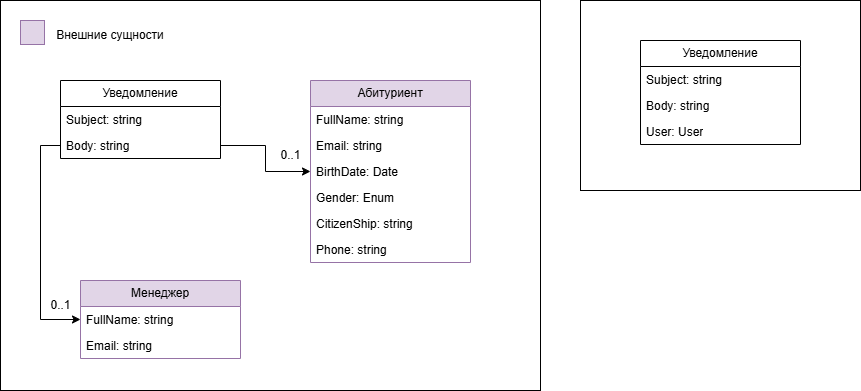 Внешние сущности
Уведомление
Subject: string
Body: string
0..1
Абитуриент
FullName: string
Email: string
BirthDate: Date
Gender: Enum
CitizenShip: string
Phone: string
0..1
Менеджер
FullName: string
Email: string
Уведомление
Subject: string
Body: string
User: User